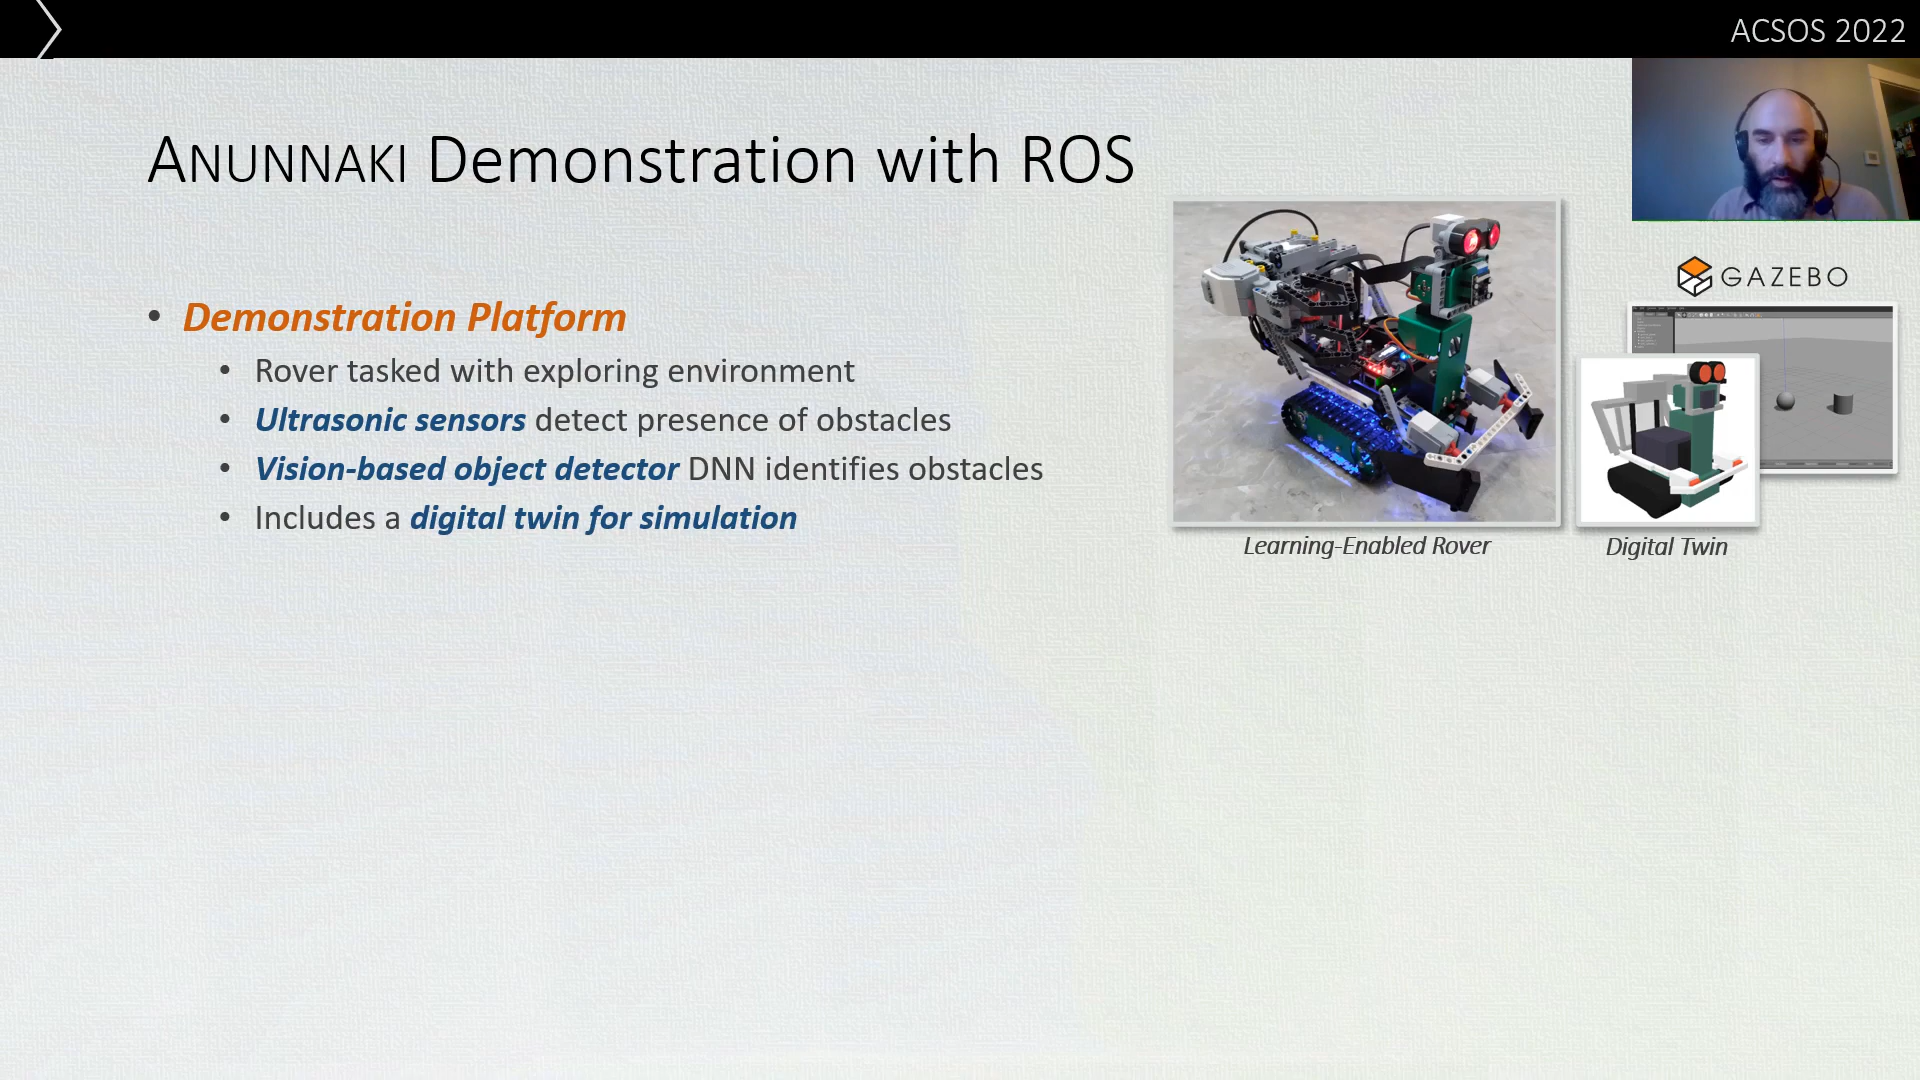 ACSOS 2022
ANUNNAKI Demonstration with ROS
• Demonstration Platform
• Rover tasked with exploring environment
• Ultrasonic sensors detect presence of obstacles
• Vision-based object detector DNN identifies obstacles
• Includes a digital twin for simulation
GAZEBO
Learning-Enabled Rover
Digital Twin